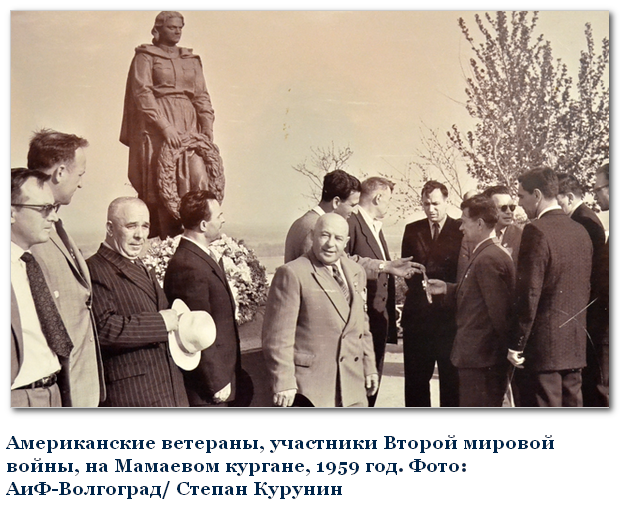 Американские ветераны, участники Второй мировой
войны, на Мамаевом кургане, 1959 год. Фото:
АиФ-Волгоград/ Степан Курунин